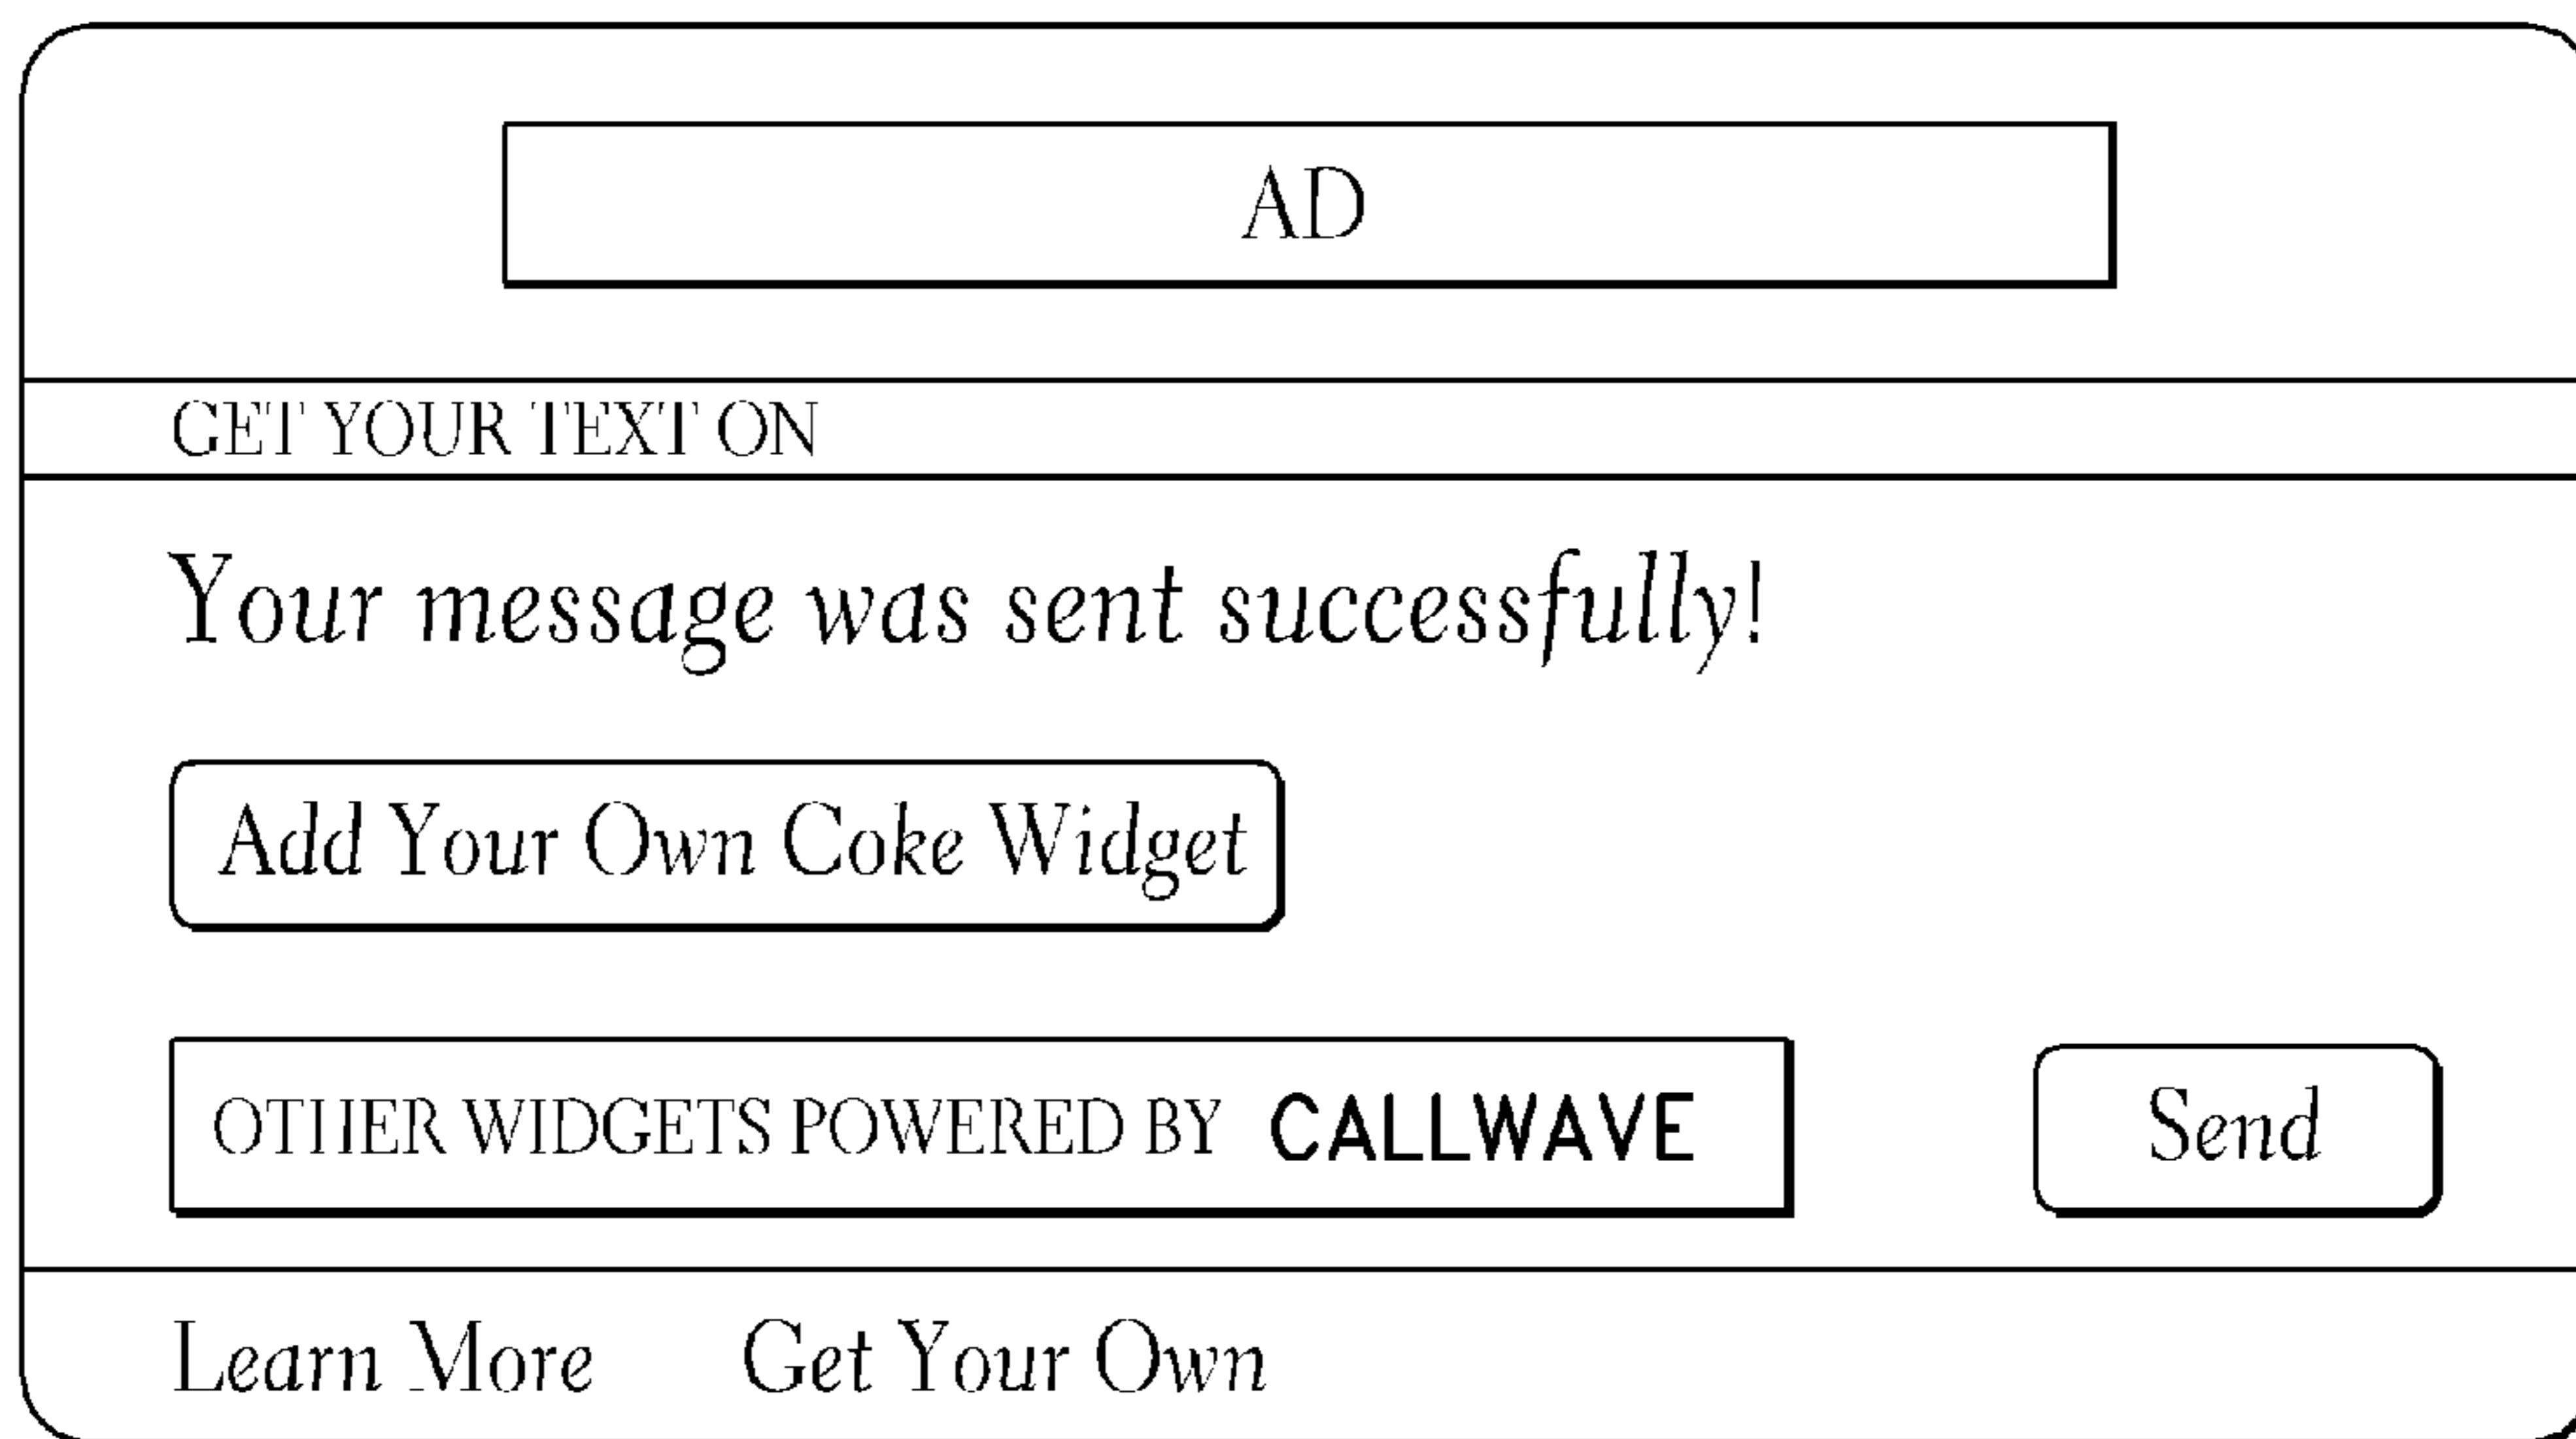 AD
GET YOUR TEXT ON
Your message was sent successfully!
Add Your Own Coke Widget
OTHER WIDGETS POWERED BY CALLWAVE
Send
Learn More Get Your Own